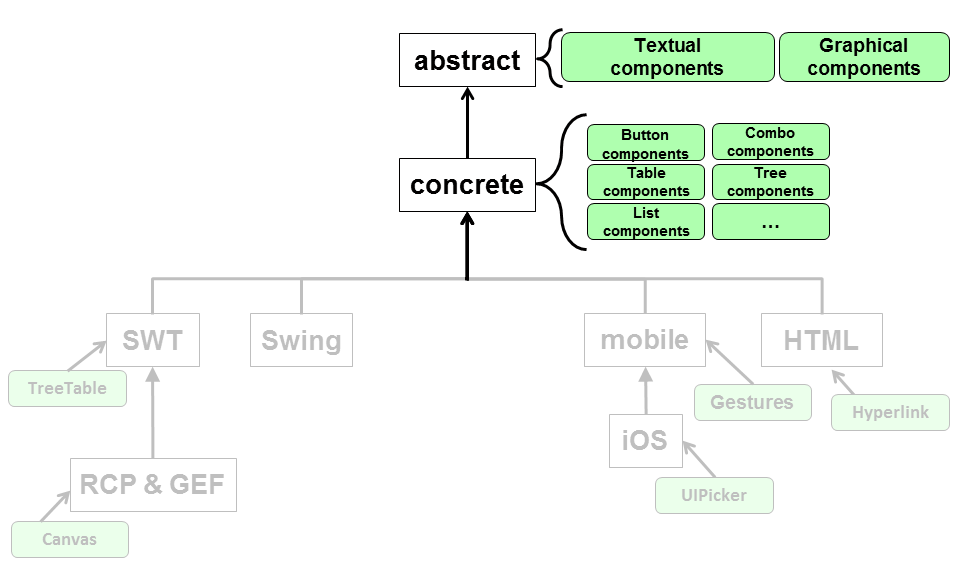 abstract
Textual
components
Graphical
components
concrete
Button
components
Combo
components
Table
components
Tree
components
List
components
...
SWT
Swing
mobile
HTML
TreeTable
Gestures
Hyperlink
iOS
RCP & GEF
UIPicker
Canvas